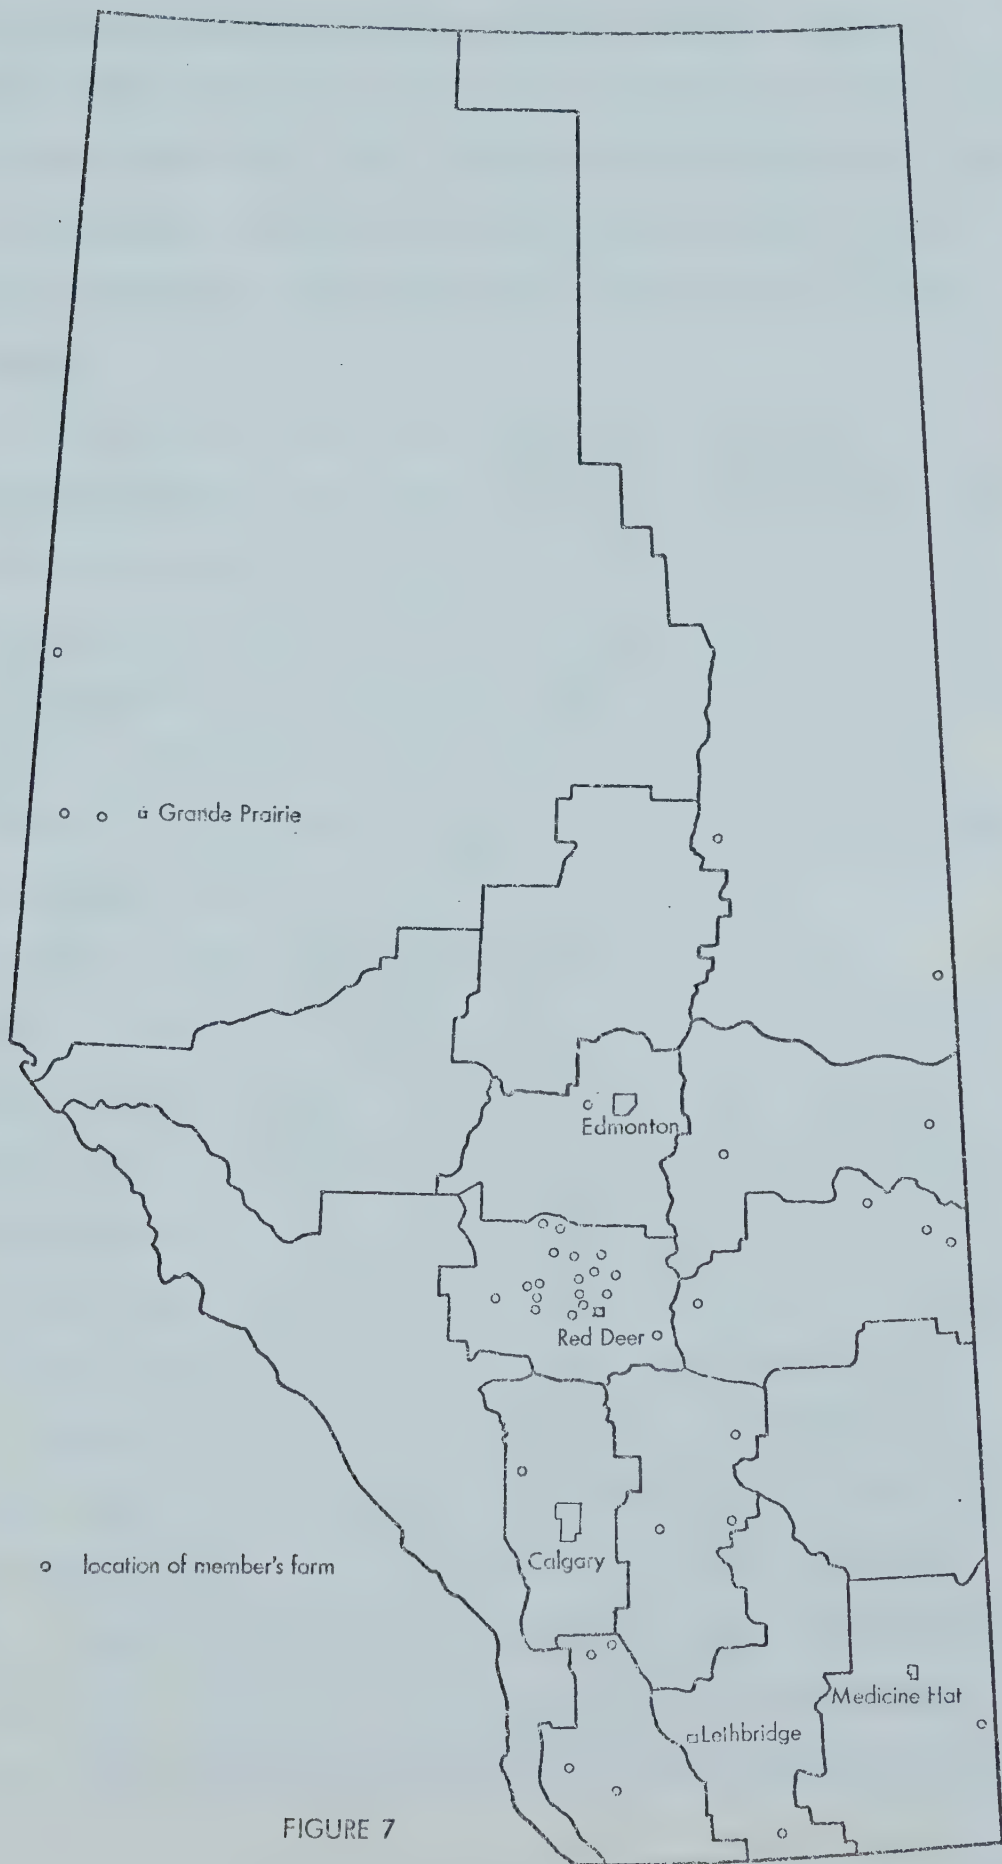 Grande Prairie
Edmonton
Red Deer
Calgary
location of member's farm
Medicine Hat
Lethbridge
FIGURE 7